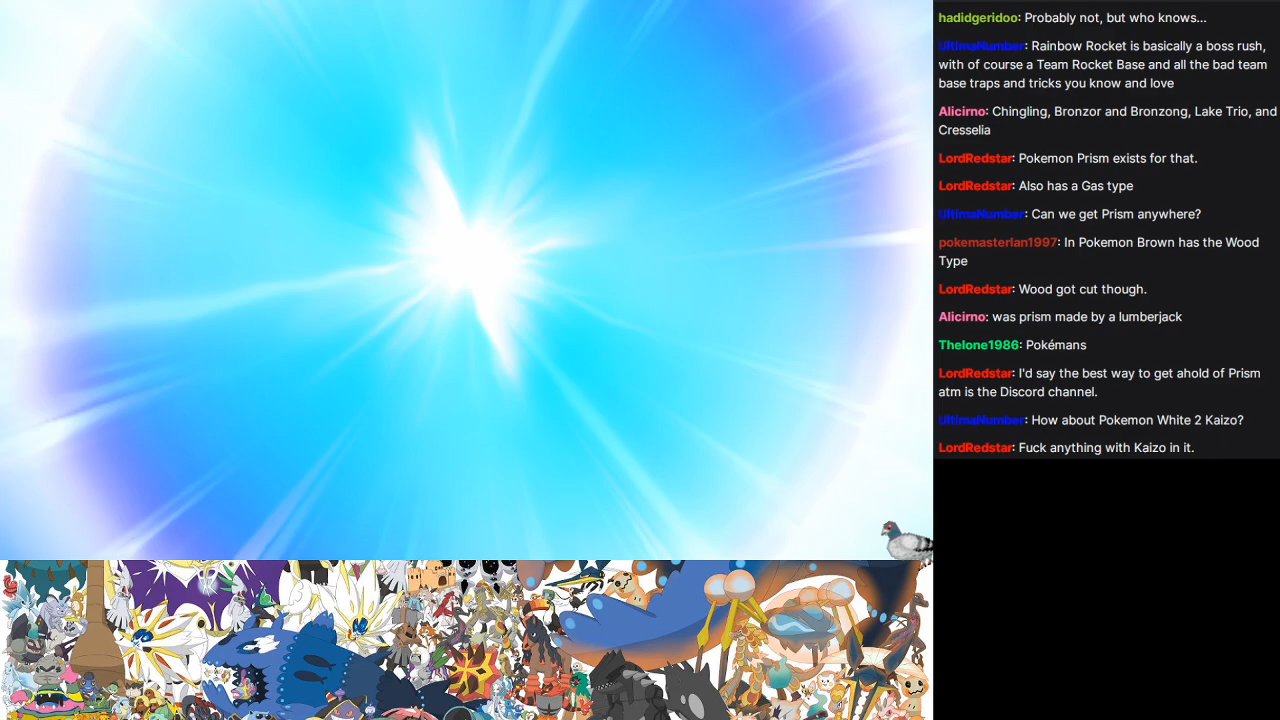 hadidgeridoo: Probably not, but who knows...
UltimaNumber: Rainbow Rocket is basically a boss rush,
with of course a Team Rocket Base and all the bad team
base traps and tricks you know and love
Alicirno: Chingling, Bronzor and Bronzong, Lake Trio, and
Cresselia
LordRedstar: Pokemon Prism exists for that.
LordRedstar: Also has a Gas type
UltimaNumber: Can we get Prism anywhere?
pokemasterIan1997: In Pokemon Brown has the Wood
Type
LordRedstar: Wood got cut though.
Alicirno: was prism made by a lumberjack
Thelone1986: Pokémans
LordRedstar: I'd say the best way to get ahold of Prism
atm is the Discord channel.
UltimaNumber: How about Pokemon White 2 Kaizo?
LordRedstar: Fuck anything with Kaizo in it.